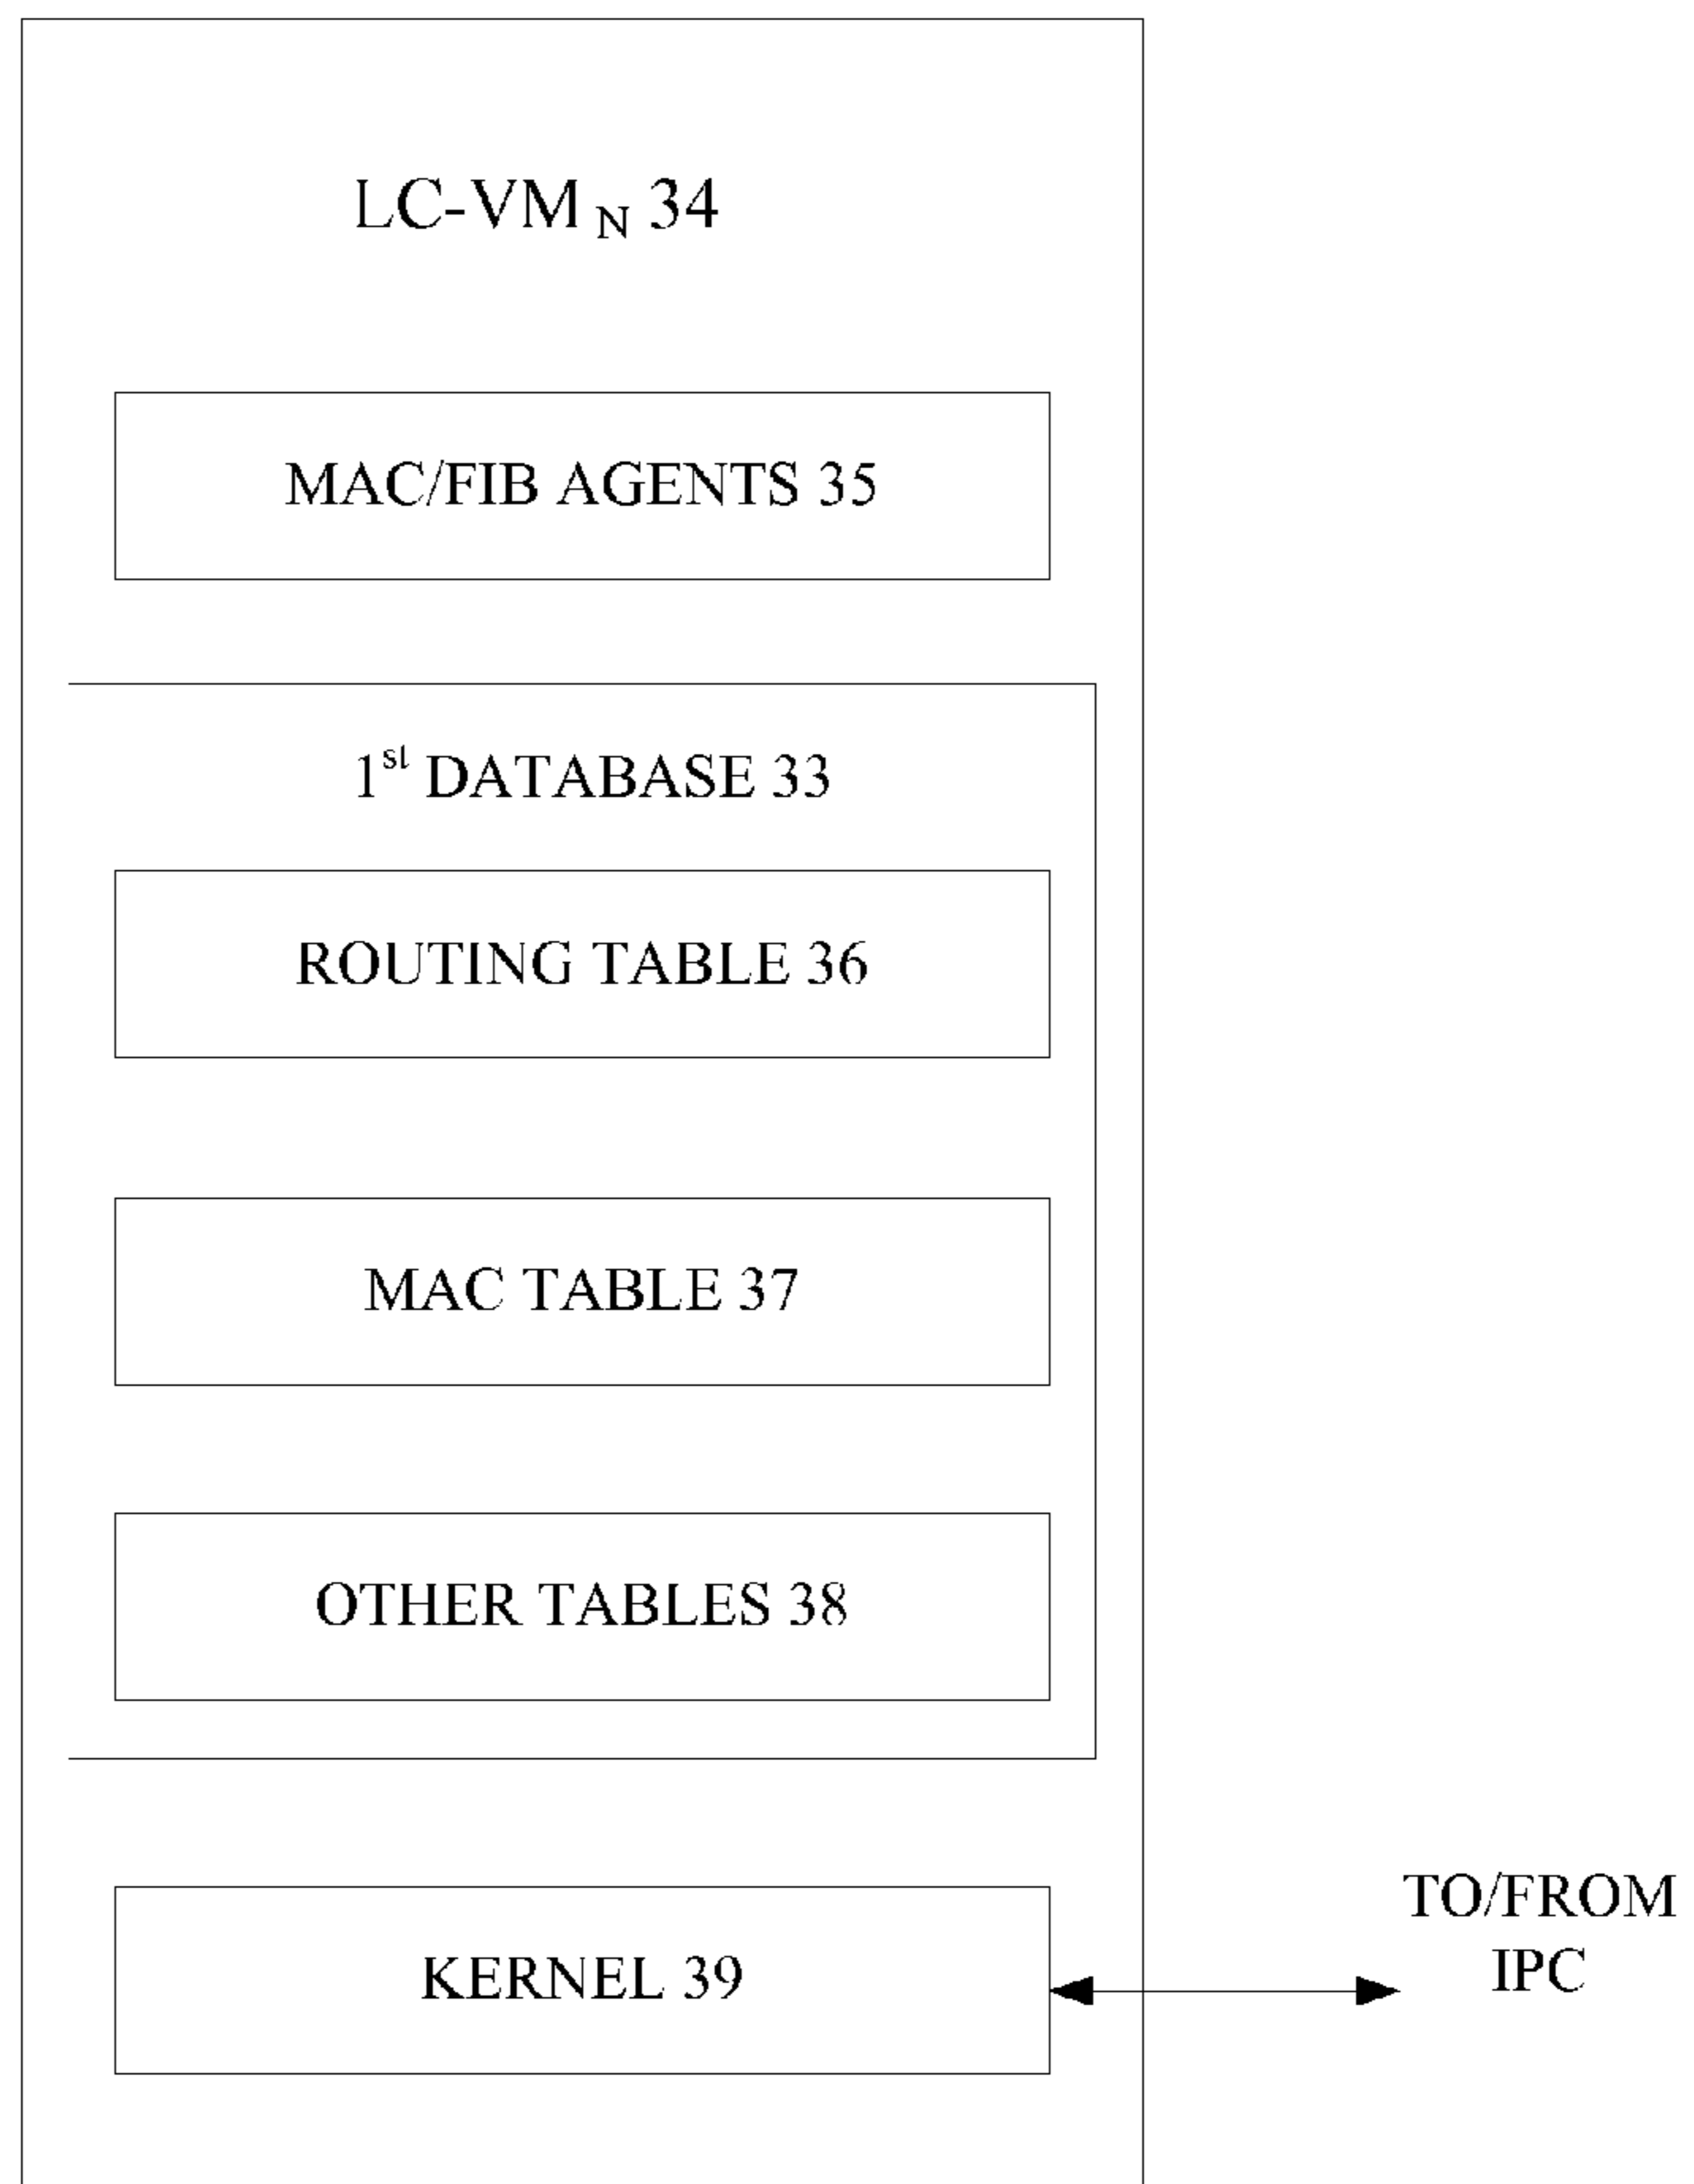 LC-VM N 34
MAC/FIB AGENTS 35
1st DATABASE 33
ROUTING TABLE 36
MAC TABLE 37
OTHER TABLES 38
KERNEL 39
TO/FROM
IPC